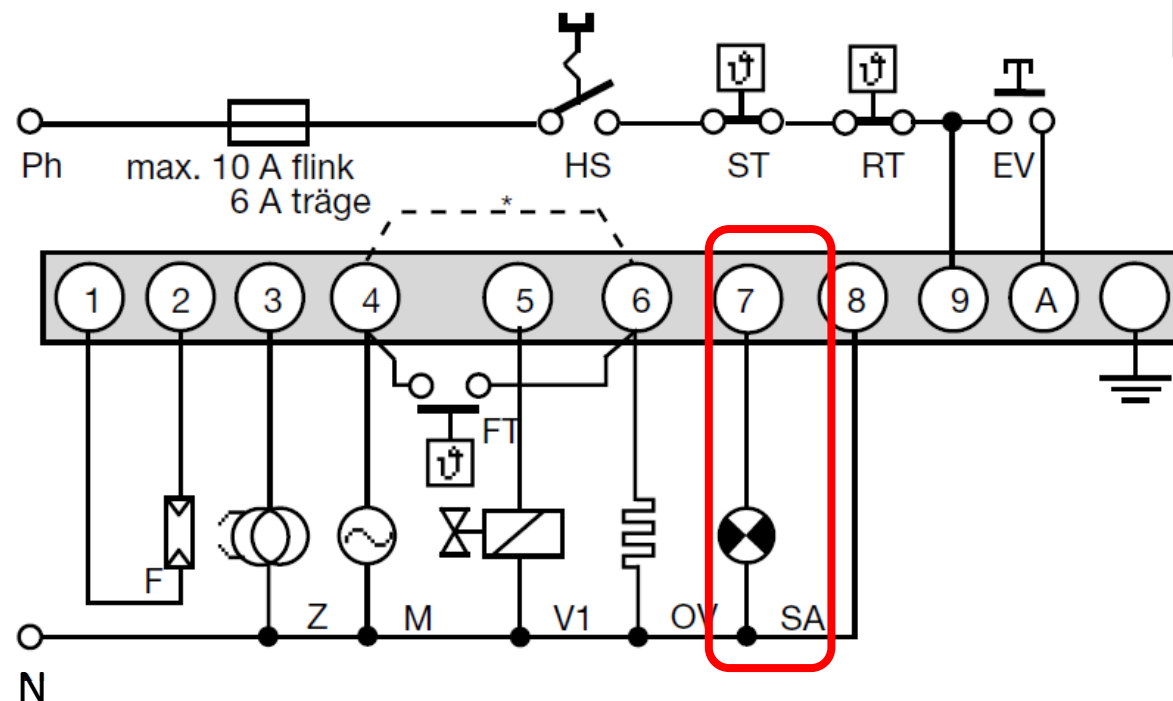 ϑ ϑ
Ph HS ST RT EV
max. 10 A flink
6 A träge
*
1 2 3 4 5 6 7 8 9 A
FT
ϑ
F
Z M V1 OV SA
N